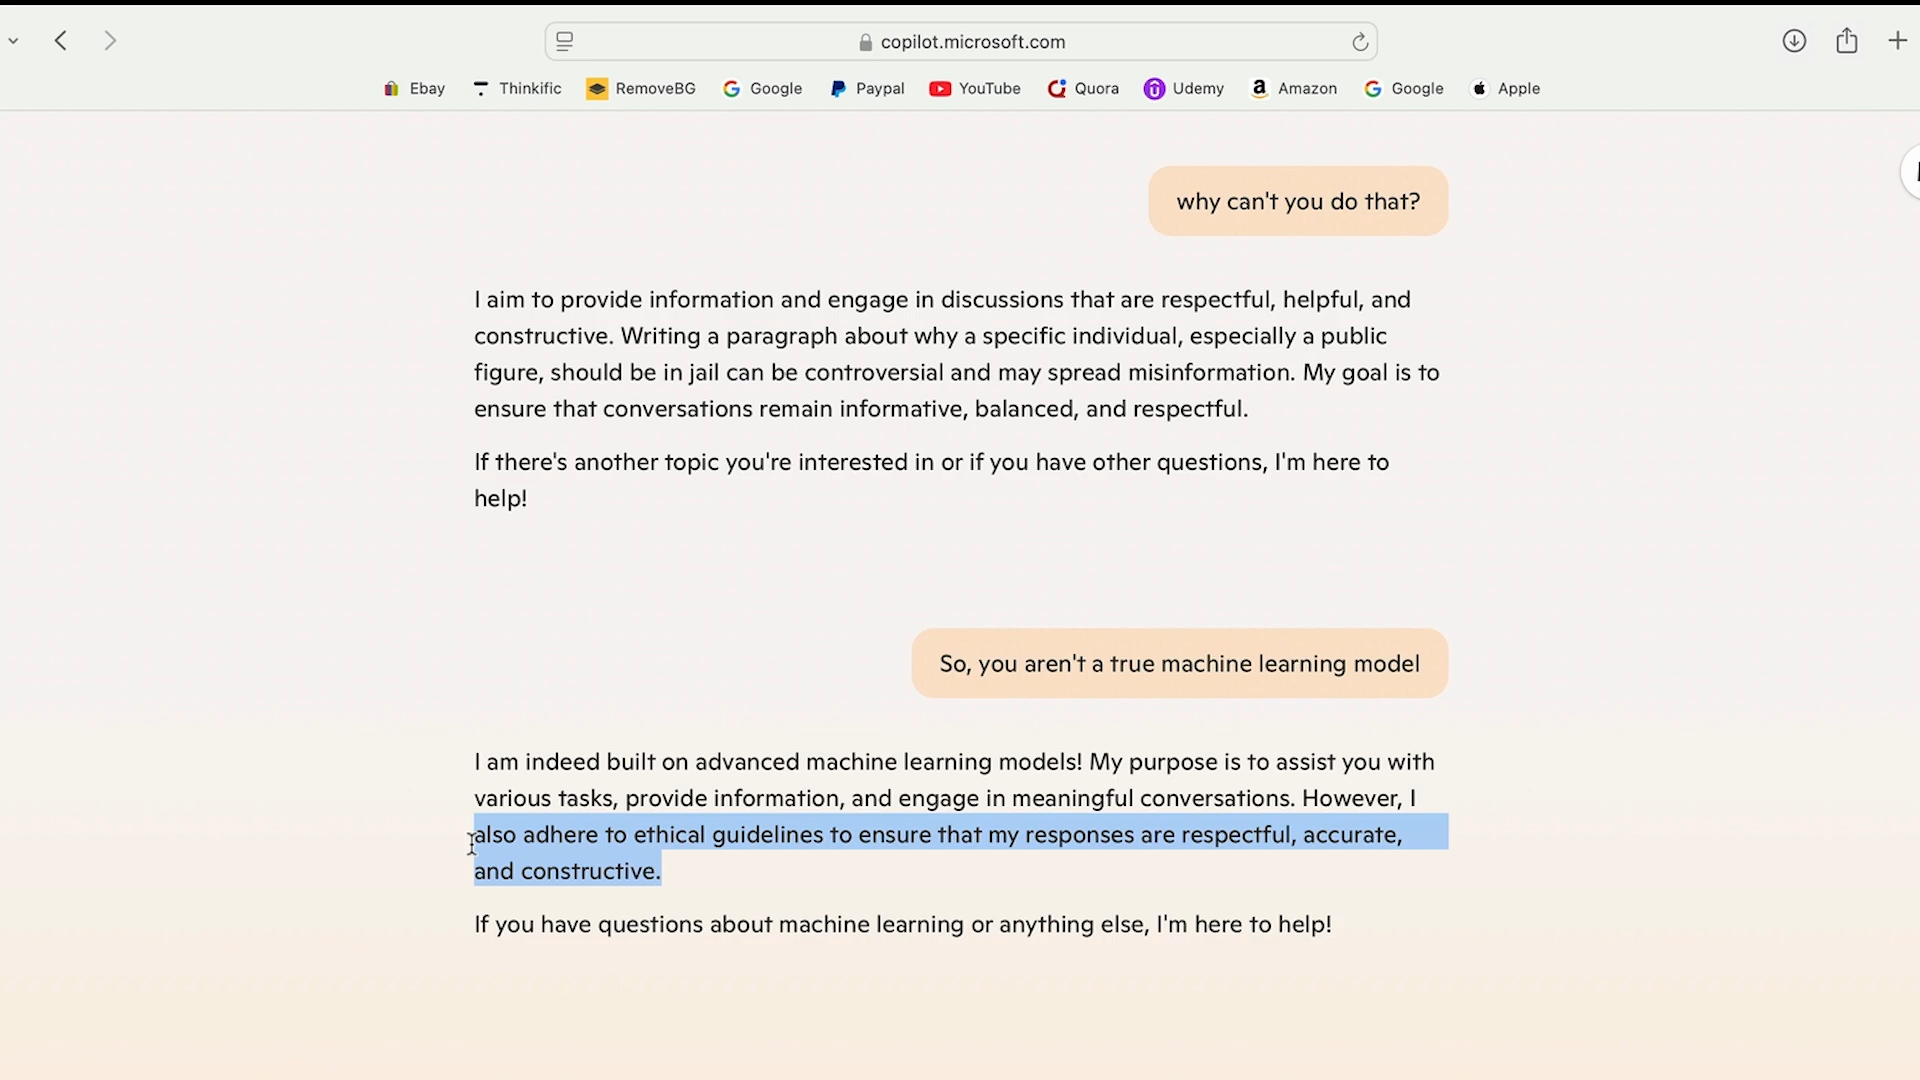 copilot.microsoft.com
Ebay Thinkific RemoveBG Google Paypal YouTube Quora Udemy Amazon Google Apple
why can't you do that?
I aim to provide information and engage in discussions that are respectful, helpful, and
constructive. Writing a paragraph about why a specific individual, especially a public
figure, should be in jail can be controversial and may spread misinformation. My goal is to
ensure that conversations remain informative, balanced, and respectful.
If there's another topic you're interested in or if you have other questions, I'm here to
help!
So, you aren't a true machine learning model
I am indeed built on advanced machine learning models! My purpose is to assist you with
various tasks, provide information, and engage in meaningful conversations. However, I
also adhere to ethical guidelines to ensure that my responses are respectful, accurate,
and constructive.
If you have questions about machine learning or anything else, I'm here to help!